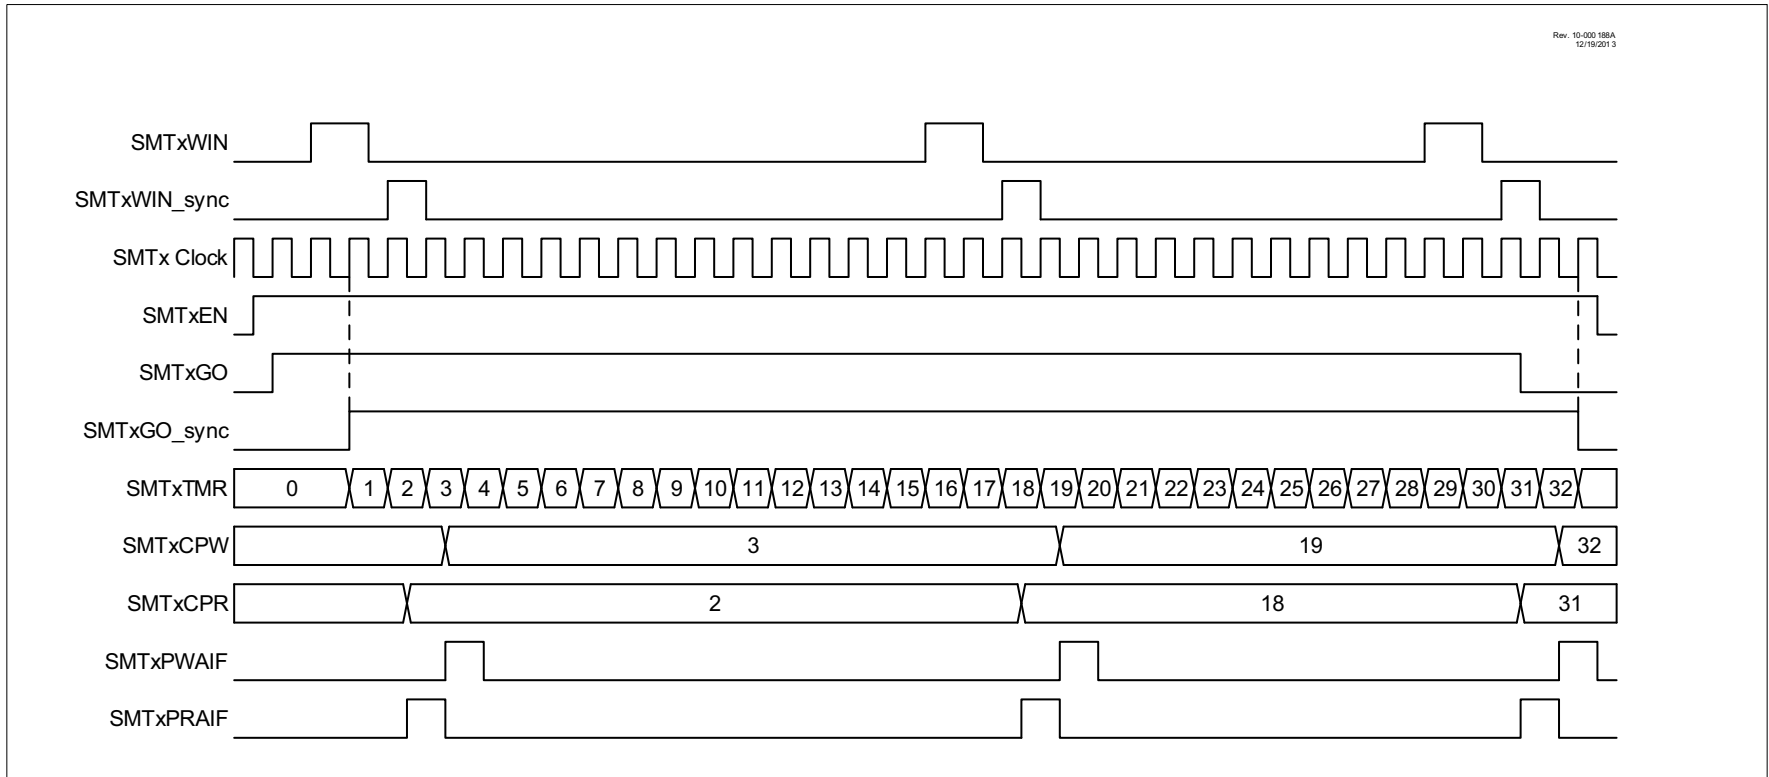 Rev. 10-000 188A
12/19/201 3
SMTxWIN
SMTxWIN_sync
SMTx Clock
SMTxEN
SMTxGO
SMTxGO_sync
SMTxTMR 0 1 2 3 4 5 6 7 8 9 10 11 12 13 14 15 16 17 18 19 20 21 22 23 24 25 26 27 28 29 30 31 32
SMTxCPW 3 19 32
SMTxCPR 2 18 31
SMTxPWAIF
SMTxPRAIF